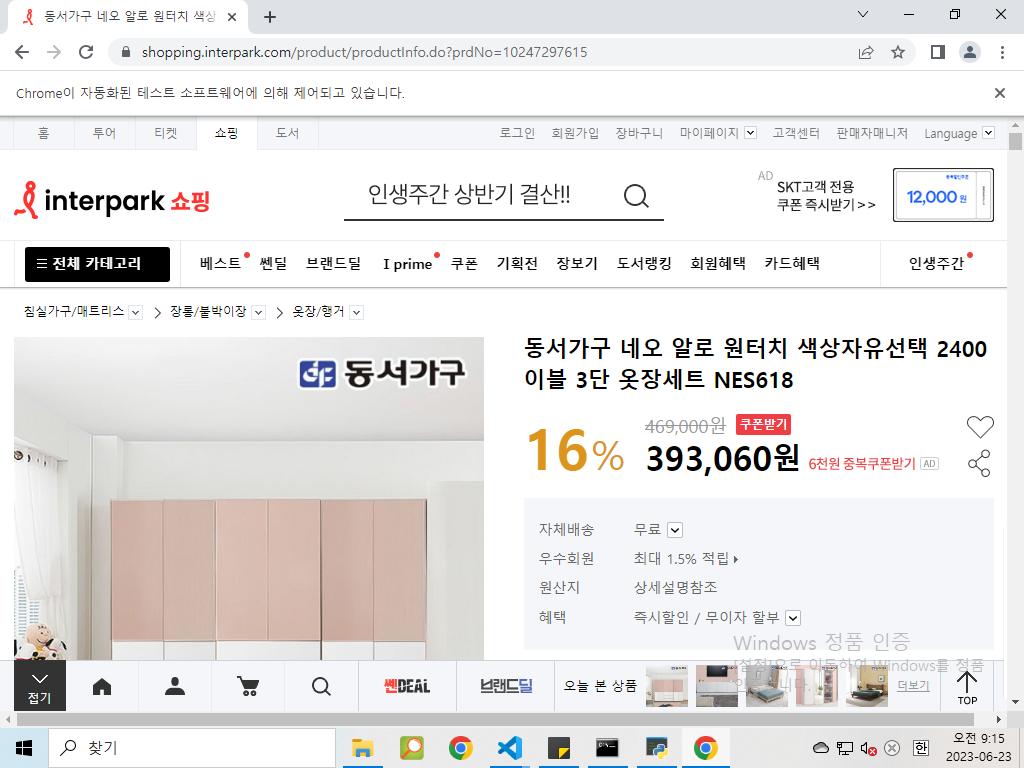 동서가구 네오 알로 원터치 색상
shopping.interpark.com/product/productInfo.do?prdNo=10247297615
Chrome이 자동화된 테스트 소프트웨어에 의해 제어되고 있습니다.
홈 투어 티켓 쇼핑 도서 로그인 회원가입 장바구니 마이페이지 고객센터 판매자매니저 Language
interpark 쇼핑
인생주간 상반기 결산!!
AD SKT고객 전용
쿠폰 즉시받기>>
12,000원
전체 카테고리 베스트 쎈딜 브랜드딜 I prime 쿠폰 기획전 장보기 도서랭킹 회원혜택 카드혜택 인생주간
침실가구/매트리스 장롱/붙박이장 옷장/행거
동서가구
동서가구 네오 알로 원터치 색상자유선택 2400
이불 3단 옷장세트 NES618
16% 469,000원 쿠폰받기
393,060원 6천원 중복쿠폰받기 AD
자체배송 무료
우수회원 최대 1.5% 적립
원산지 상세설명참조
혜택 즉시할인 / 무이자 할부
Windows 정품 인증
[설정]으로 이동하여 Windows를 정품
접기
쎈DEAL
브랜드딜
오늘 본 상품
더보기
TOP
찾기
한
오전 9:15
2023-06-23